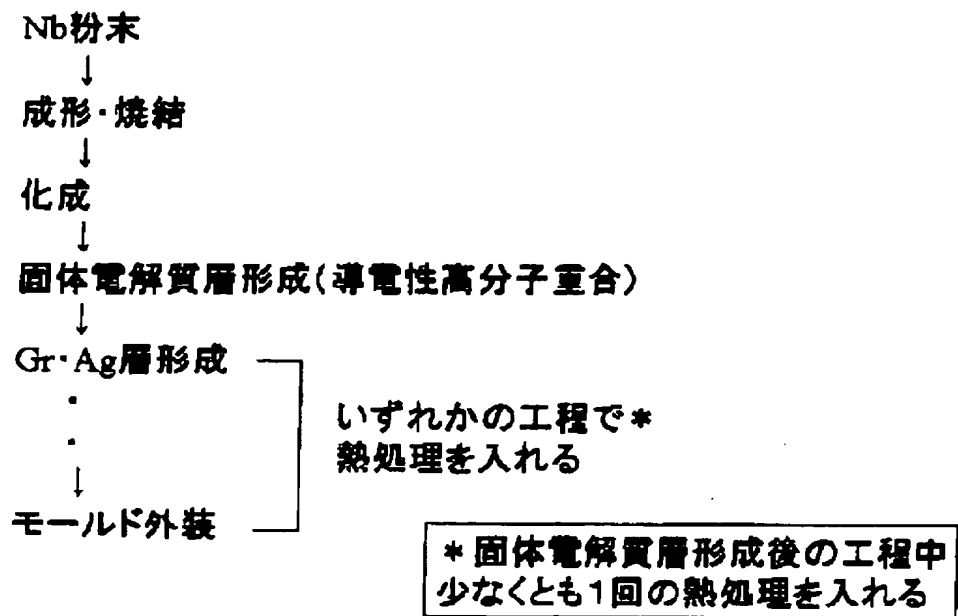 Nb粉末
↓
成形・焼結
↓
化成
↓
固体電解質層形成(導電性高分子重合)
↓
Gr・Ag層形成
・
・
↓
モールド外装
いずれかの工程で*
熱処理を入れる
*固体電解質層形成後の工程中
少なくとも1回の熱処理を入れる